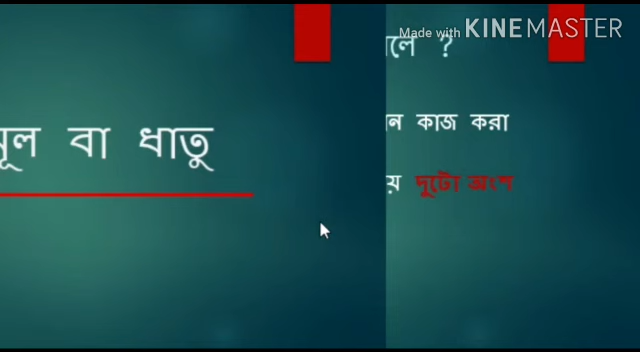 Made with KINEMASTER
লে ?
ন কাজ করা
মূল বা ধাতু
য় দুটো অংশ